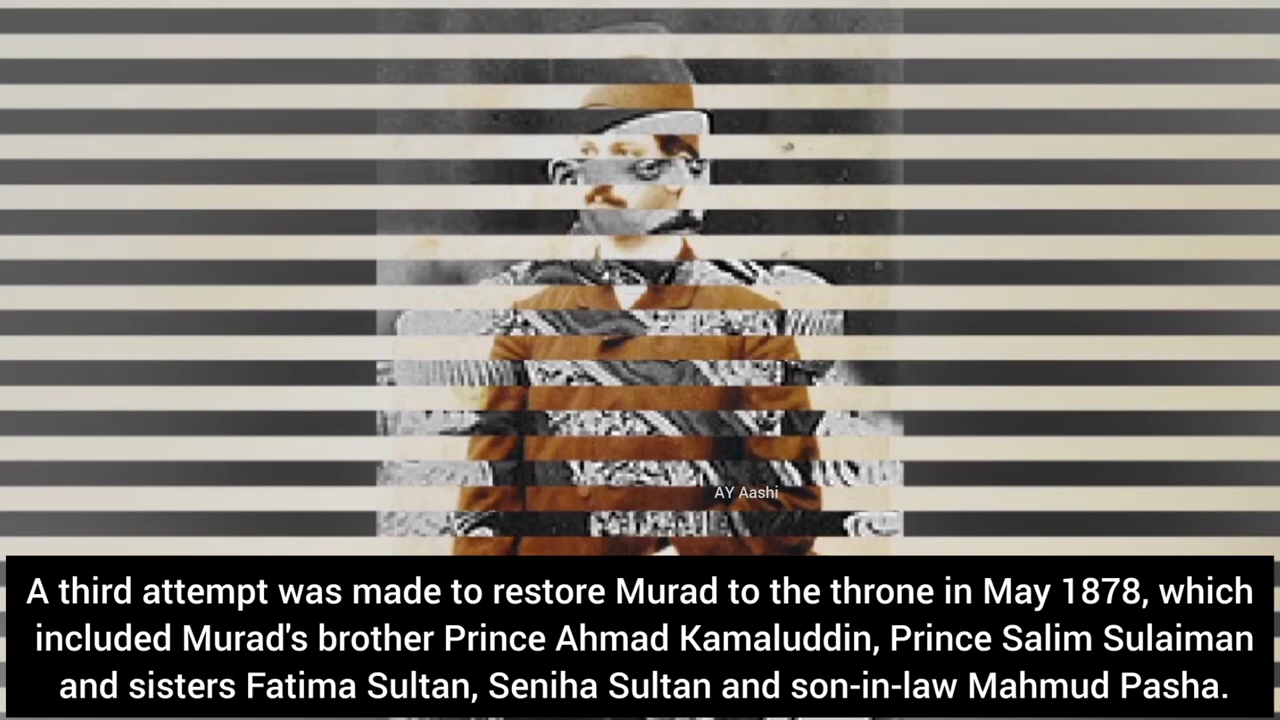 AY Aashi
A third attempt was made to restore Murad to the throne in May 1878, which
included Murad's brother Prince Ahmad Kamaluddin, Prince Salim Sulaiman
and sisters Fatima Sultan, Seniha Sultan and son-in-law Mahmud Pasha.